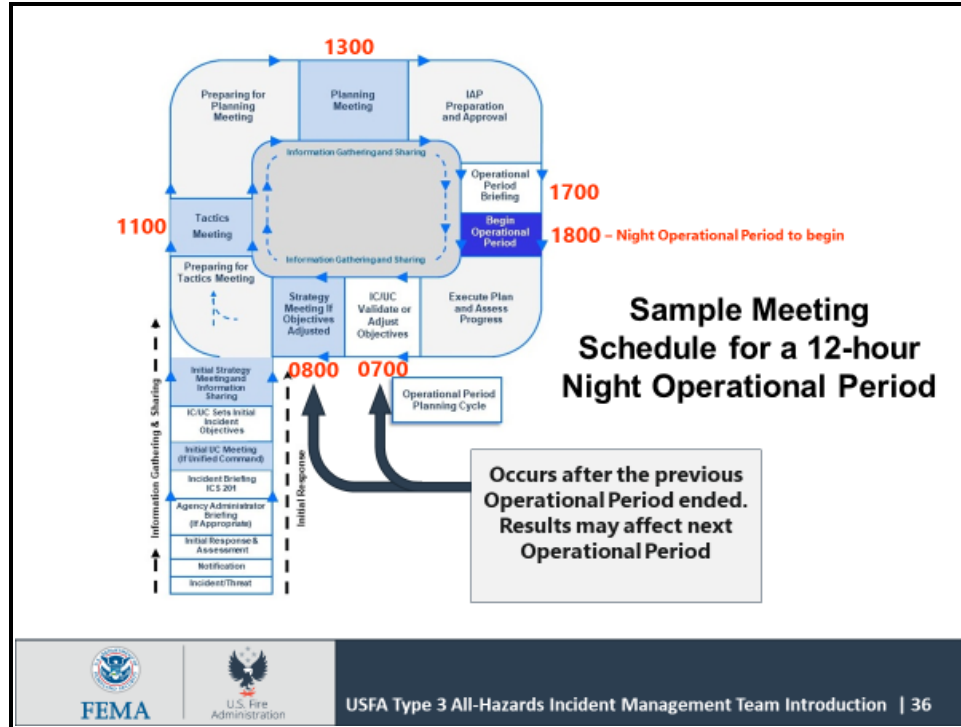 1300
Preparing for
Planning
Meeting
Planning
Meeting
IAP
Preparation
and Approval
Information Gathering and Sharing
Operational
Period
Briefing
1700
1100
Tactics
Meeting
Begin
Operational
Period
1800 – Night Operational Period to begin
Information Gathering and Sharing
Preparing for
Tactics Meeting
Strategy
Meeting If
Objectives
Adjusted
IC/UC
Validate or
Adjust
Objectives
Execute Plan
and Assess
Progress
Sample Meeting
Schedule for a 12-hour
Night Operational Period
0800
0700
Operational Period
Planning Cycle
Initial Strategy
Meeting and
Information
Sharing
IC/UC Sets Initial
Incident
Objectives
Initial UC Meeting
(If Unified Command)
Incident Briefing
ICS 201
Agency Administrator
Briefing
(If Appropriate)
Initial Response &
Assessment
Notification
Incident/Threat
Information Gathering & Sharing
Initial Response
Occurs after the previous
Operational Period ended.
Results may affect next
Operational Period
FEMA
U.S. Fire
Administration
USFA Type 3 All-Hazards Incident Management Team Introduction | 36